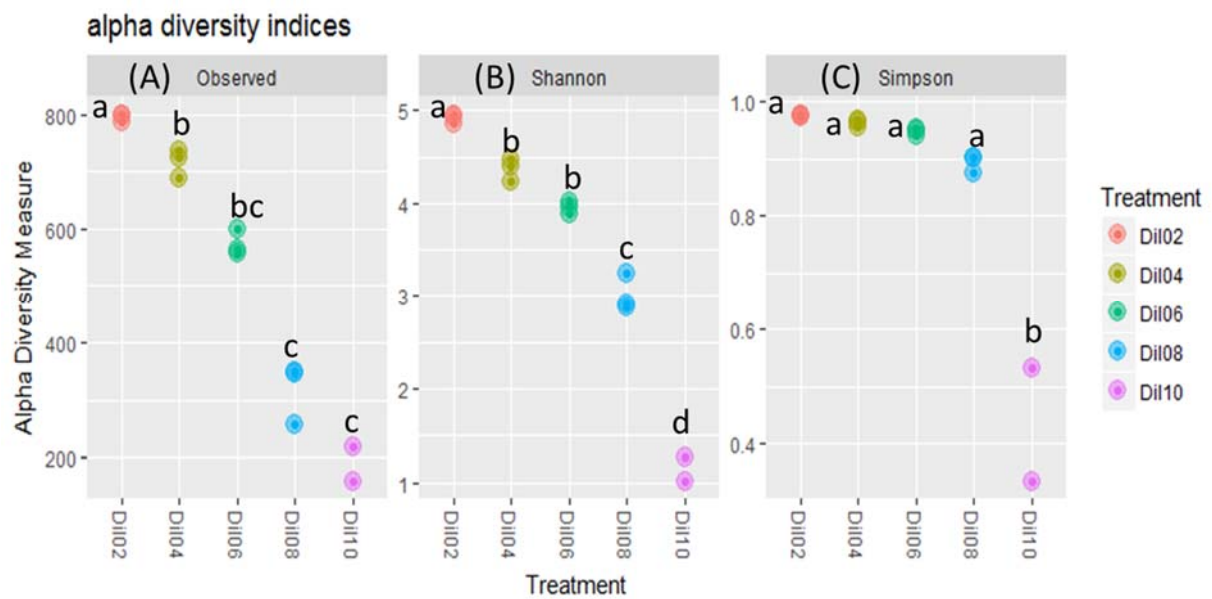 alpha diversity indices
(A) Observed
(B) Shannon
(C) Simpson
Alpha Diversity Measure
800
600
400
200
a
b
bc
c
c
5
4
3
2
1
a
b
b
c
d
1.0
0.8
0.6
0.4
a
a
a
a
b
Dil02
Dil04
Dil06
Dil08
Dil10
Dil02
Dil04
Dil06
Dil08
Dil10
Dil02
Dil04
Dil06
Dil08
Dil10
Treatment
Treatment
Dil02
Dil04
Dil06
Dil08
Dil10